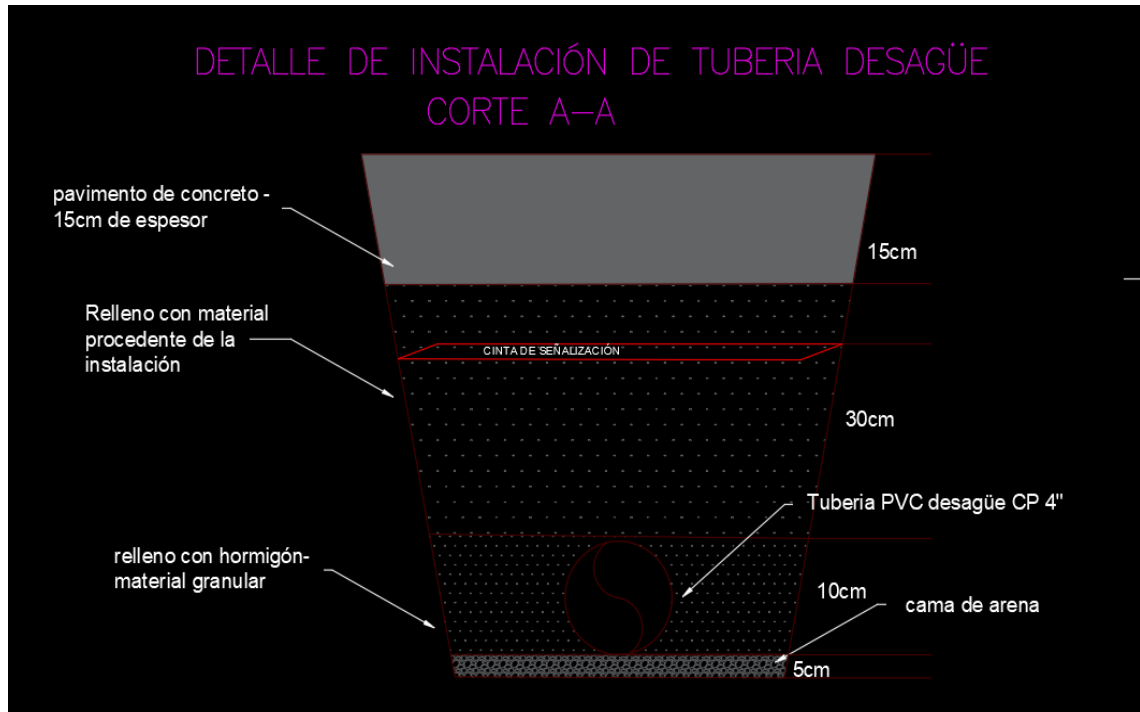 DETALLE DE INSTALACIÓN DE TUBERIA DESAGÜE
CORTE A-A
pavimento de concreto -
15cm de espesor
15cm
Relleno con material
procedente de la
instalación
CINTA DE SEÑALIZACIÓN
30cm
Tuberia PVC desagüe CP 4"
relleno con hormigón-
material granular
10cm
cama de arena
5cm